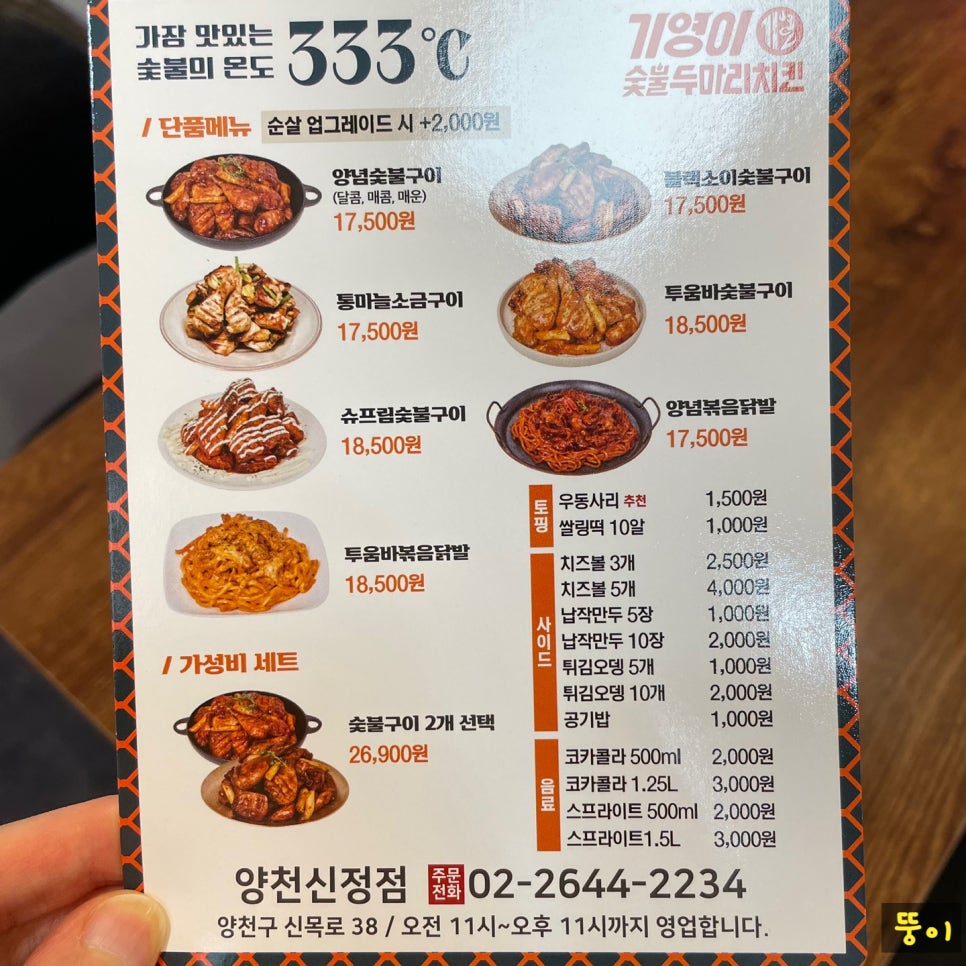 가장 맛있는
숯불의 온도 333℃
기영이
숯불두마리치킨
/ 단품메뉴 순살 업그레이드 시 +2,000원
양념숯불구이
(달콤, 매콤, 매운)
17,500원
블랙소이숯불구이
17,500원
통마늘소금구이
17,500원
투움바숯불구이
18,500원
슈프림숯불구이
18,500원
양념볶음닭발
17,500원
투움바볶음닭발
18,500원
토핑
우동사리 추천 1,500원
쌀링떡 10알 1,000원
사이드
치즈볼 3개 2,500원
치즈볼 5개 4,000원
납작만두 5장 1,000원
납작만두 10장 2,000원
튀김오뎅 5개 1,000원
튀김오뎅 10개 2,000원
공기밥 1,000원
음료
코카콜라 500ml 2,000원
코카콜라 1.25L 3,000원
스프라이트 500ml 2,000원
스프라이트1.5L 3,000원
/ 가성비 세트
숯불구이 2개 선택
26,900원
양천신정점 주문전화 02-2644-2234
양천구 신목로 38 / 오전 11시~오후 11시까지 영업합니다.
뚱이